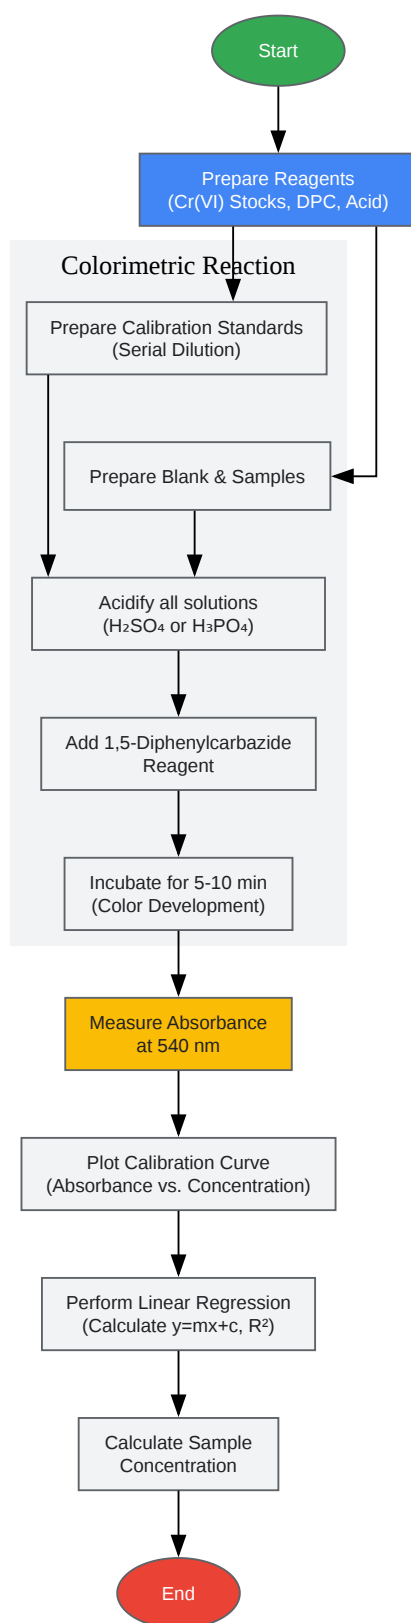 Start
Prepare Reagents
(Cr(VI) Stocks, DPC, Acid)
Colorimetric Reaction
Prepare Calibration Standards
(Serial Dilution)
Prepare Blank & Samples
Acidify all solutions
(H₂SO₄ or H₃PO₄)
Add 1,5-Diphenylcarbazide
Reagent
Incubate for 5-10 min
(Color Development)
Measure Absorbance
at 540 nm
Plot Calibration Curve
(Absorbance vs. Concentration)
Perform Linear Regression
(Calculate y=mx+c, R²)
Calculate Sample
Concentration
End